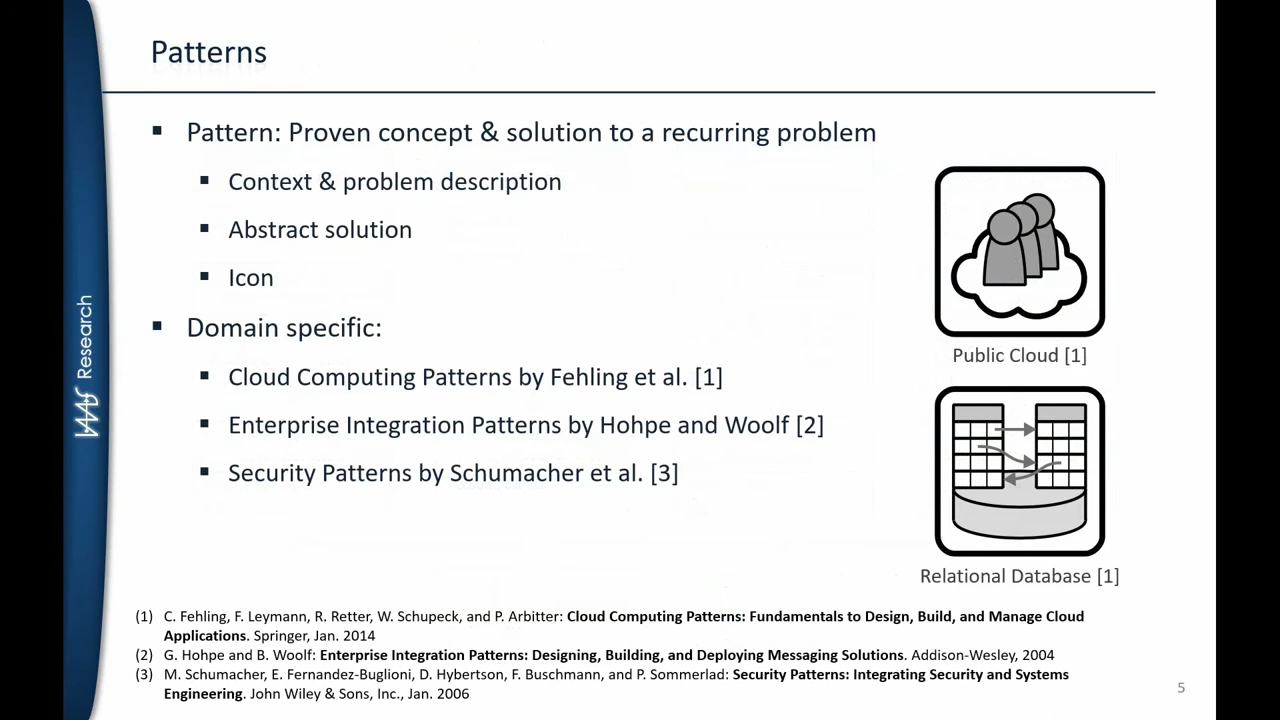 Patterns
▪ Pattern: Proven concept & solution to a recurring problem
▪ Context & problem description
▪ Abstract solution
▪ Icon
▪ Domain specific:
▪ Cloud Computing Patterns by Fehling et al. [1]
▪ Enterprise Integration Patterns by Hohpe and Woolf [2]
▪ Security Patterns by Schumacher et al. [3]
Public Cloud [1]
Relational Database [1]
(1) C. Fehling, F. Leymann, R. Retter, W. Schupeck, and P. Arbitter: Cloud Computing Patterns: Fundamentals to Design, Build, and Manage Cloud
Applications. Springer, Jan. 2014
(2) G. Hohpe and B. Woolf: Enterprise Integration Patterns: Designing, Building, and Deploying Messaging Solutions. Addison-Wesley, 2004
(3) M. Schumacher, E. Fernandez-Buglioni, D. Hybertson, F. Buschmann, and P. Sommerlad: Security Patterns: Integrating Security and Systems
Engineering. John Wiley & Sons, Inc., Jan. 2006
5
IAAS Research